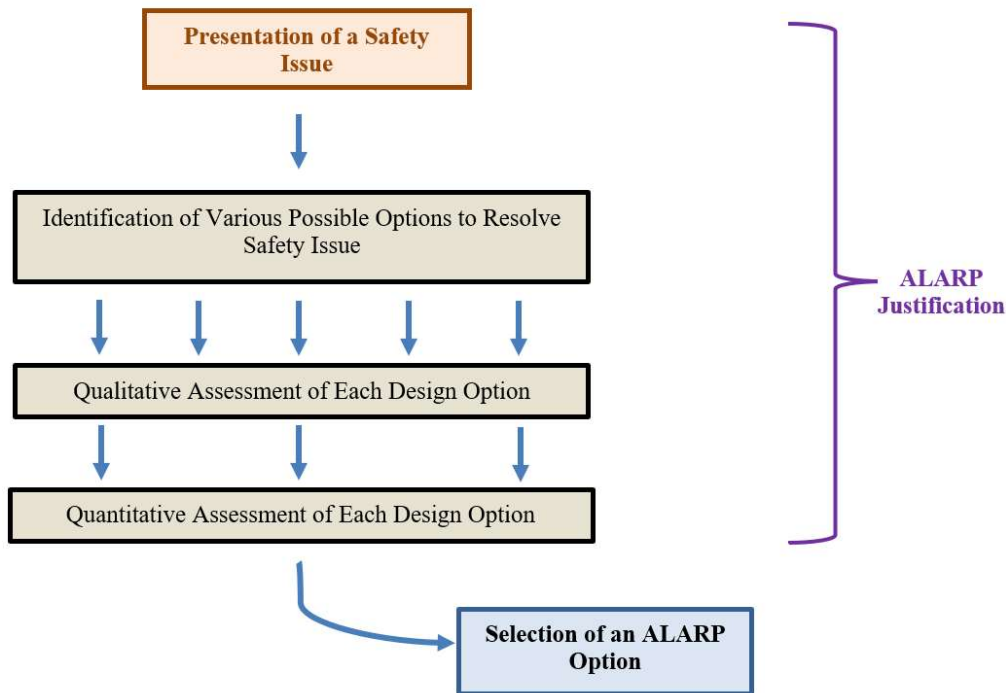 Presentation of a Safety
Issue
Identification of Various Possible Options to Resolve
Safety Issue
ALARP
Justification
Qualitative Assessment of Each Design Option
Quantitative Assessment of Each Design Option
Selection of an ALARP
Option